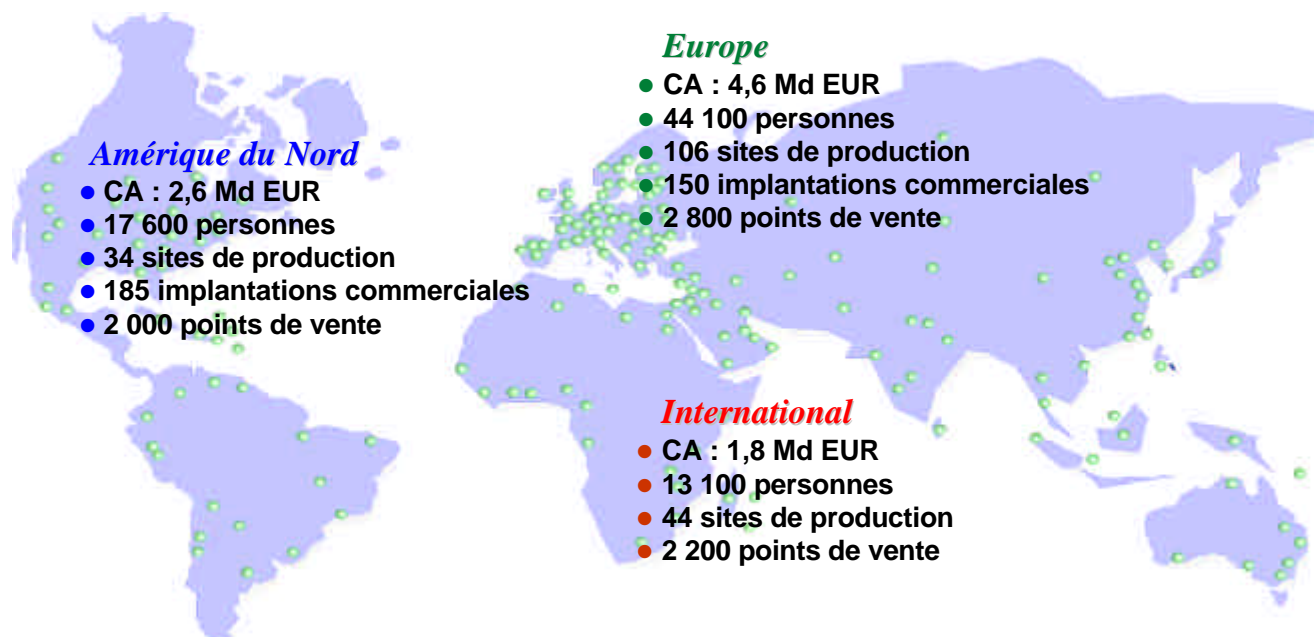 Europe
● CA : 4,6 Md EUR
● 44 100 personnes
● 106 sites de production
● 150 implantations commerciales
● 2 800 points de vente
Amérique du Nord
● CA : 2,6 Md EUR
● 17 600 personnes
● 34 sites de production
● 185 implantations commerciales
● 2 000 points de vente
International
● CA : 1,8 Md EUR
● 13 100 personnes
● 44 sites de production
● 2 200 points de vente